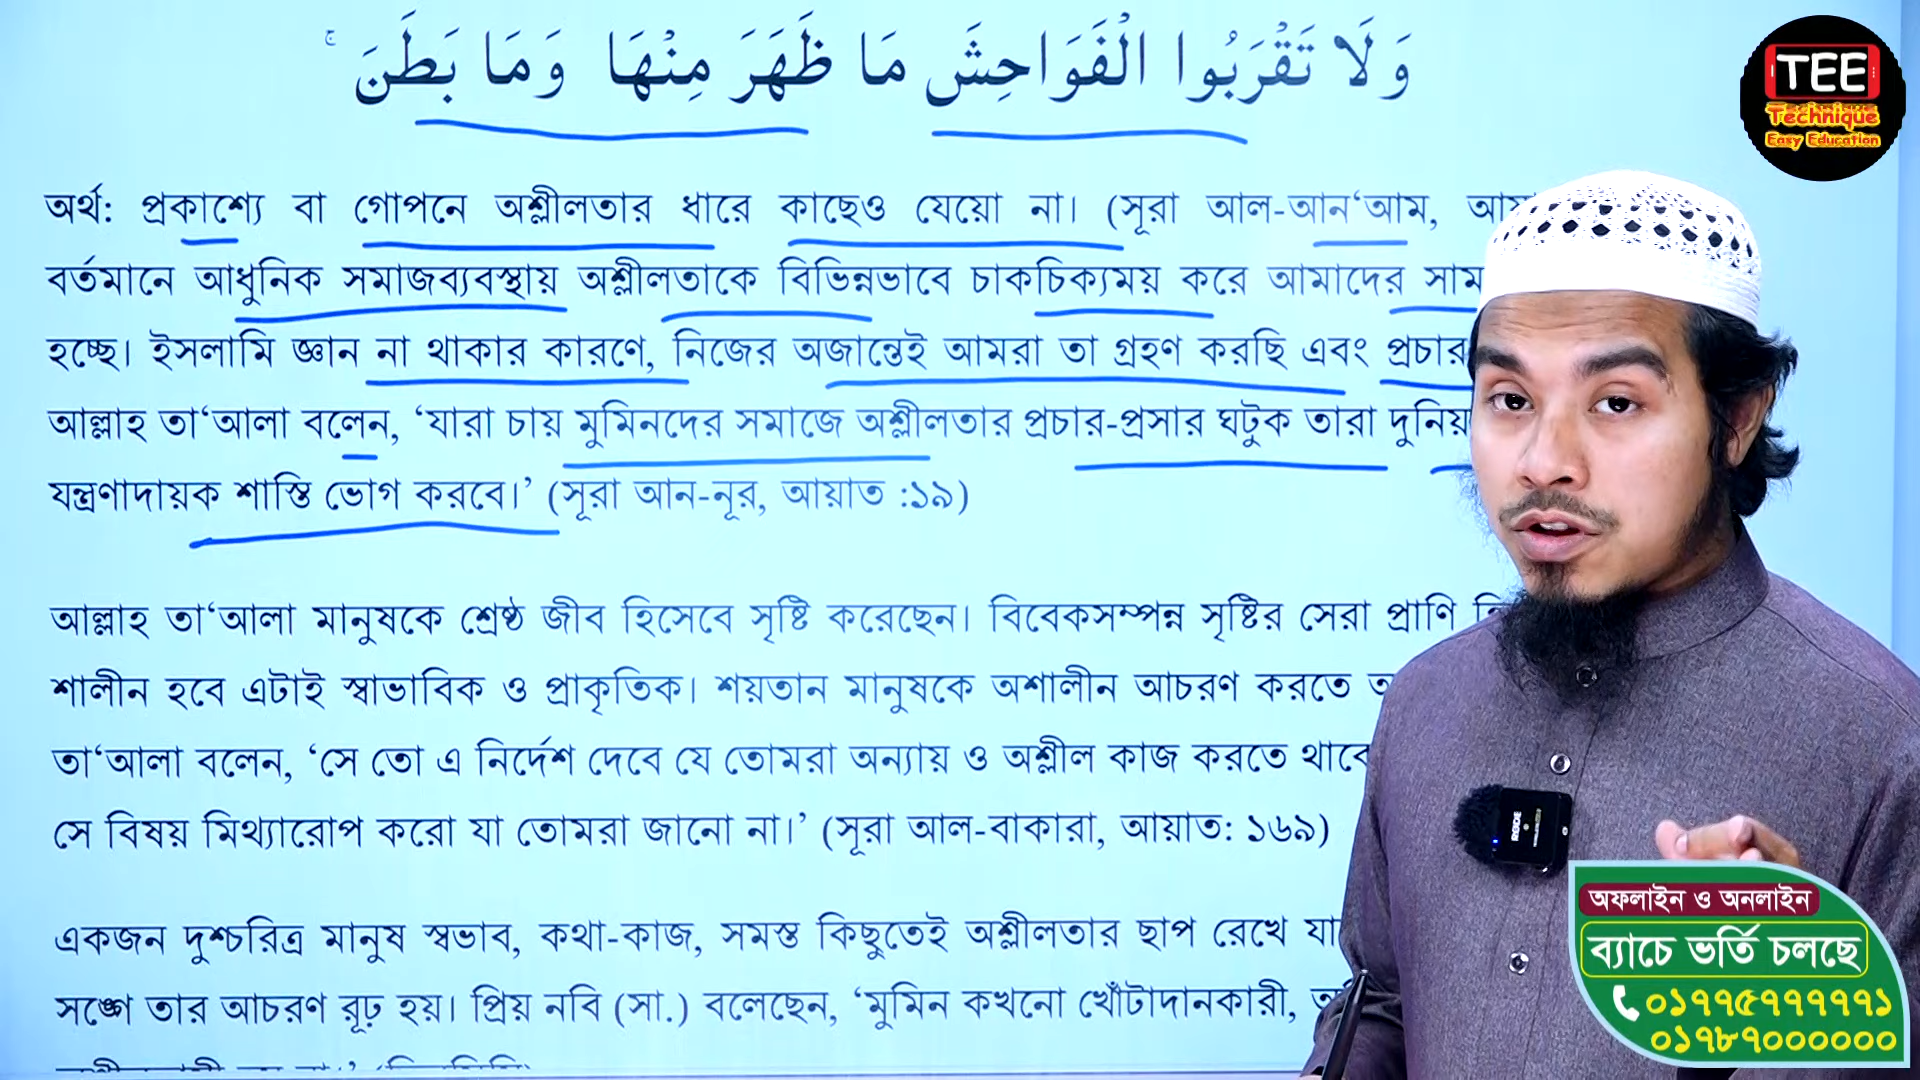 وَلَا تَقْرَبُوا الْفَوَاحِشَ مَا ظَهَرَ مِنْهَا وَمَا بَطَنَ ۚ
অর্থ: প্রকাশ্যে বা গোপনে অশ্লীলতার ধারে কাছেও যেয়ো না। (সূরা আল-আন‘আম,
বর্তমানে আধুনিক সমাজব্যবস্থায় অশ্লীলতাকে বিভিন্নভাবে চাকচিক্যময় করে আমাদের
হচ্ছে। ইসলামি জ্ঞান না থাকার কারণে, নিজের অজান্তেই আমরা তা গ্রহণ করছি এবং প্রচার
আল্লাহ তা‘আলা বলেন, ‘যারা চায় মুমিনদের সমাজে অশ্লীলতার প্রচার-প্রসার ঘটুক তারা
যন্ত্রণাদায়ক শাস্তি ভোগ করবে।’ (সূরা আন-নূর, আয়াত :১৯)
আল্লাহ তা‘আলা মানুষকে শ্রেষ্ঠ জীব হিসেবে সৃষ্টি করেছেন। বিবেকসম্পন্ন সৃষ্টির সেরা প্রাণি
শালীন হবে এটাই স্বাভাবিক ও প্রাকৃতিক। শয়তান মানুষকে অশালীন আচরণ করতে
তা‘আলা বলেন, ‘সে তো এ নির্দেশ দেবে যে তোমরা অন্যায় ও অশ্লীল কাজ করতে
সে বিষয় মিথ্যারোপ করো যা তোমরা জানো না।’ (সূরা আল-বাকারা, আয়াত: ১৬৯)
একজন দুশ্চরিত্র মানুষ স্বভাব, কথা-কাজ, সমস্ত কিছুতেই অশ্লীলতার ছাপ রেখে
সঙ্গে তার আচরণ রূঢ় হয়। প্রিয় নবি (সা.) বলেছেন, ‘মুমিন কখনো খোঁটাদানকারী,
TEE
Technique
Easy Education
RODE
অফলাইন ও অনলাইন
ব্যাচে ভর্তি চলছে
০১৭৭৫৭৭৭৭৭১
০১৭৮৭০০০০০০